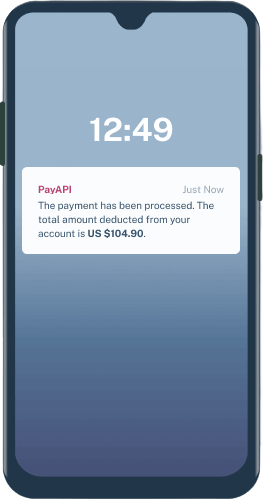 12:49
PayAPI Just Now
The payment has been processed. The
total amount deducted from your
account is US $104.90.